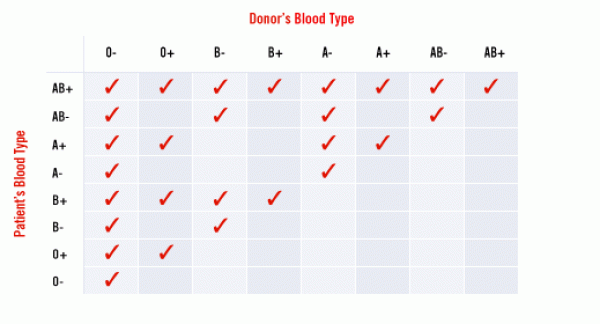 Donor's Blood Type
O- O+ B- B+ A- A+ AB- AB+
AB+
AB-
A+
A-
B+
B-
O+
O-
Patient's Blood Type